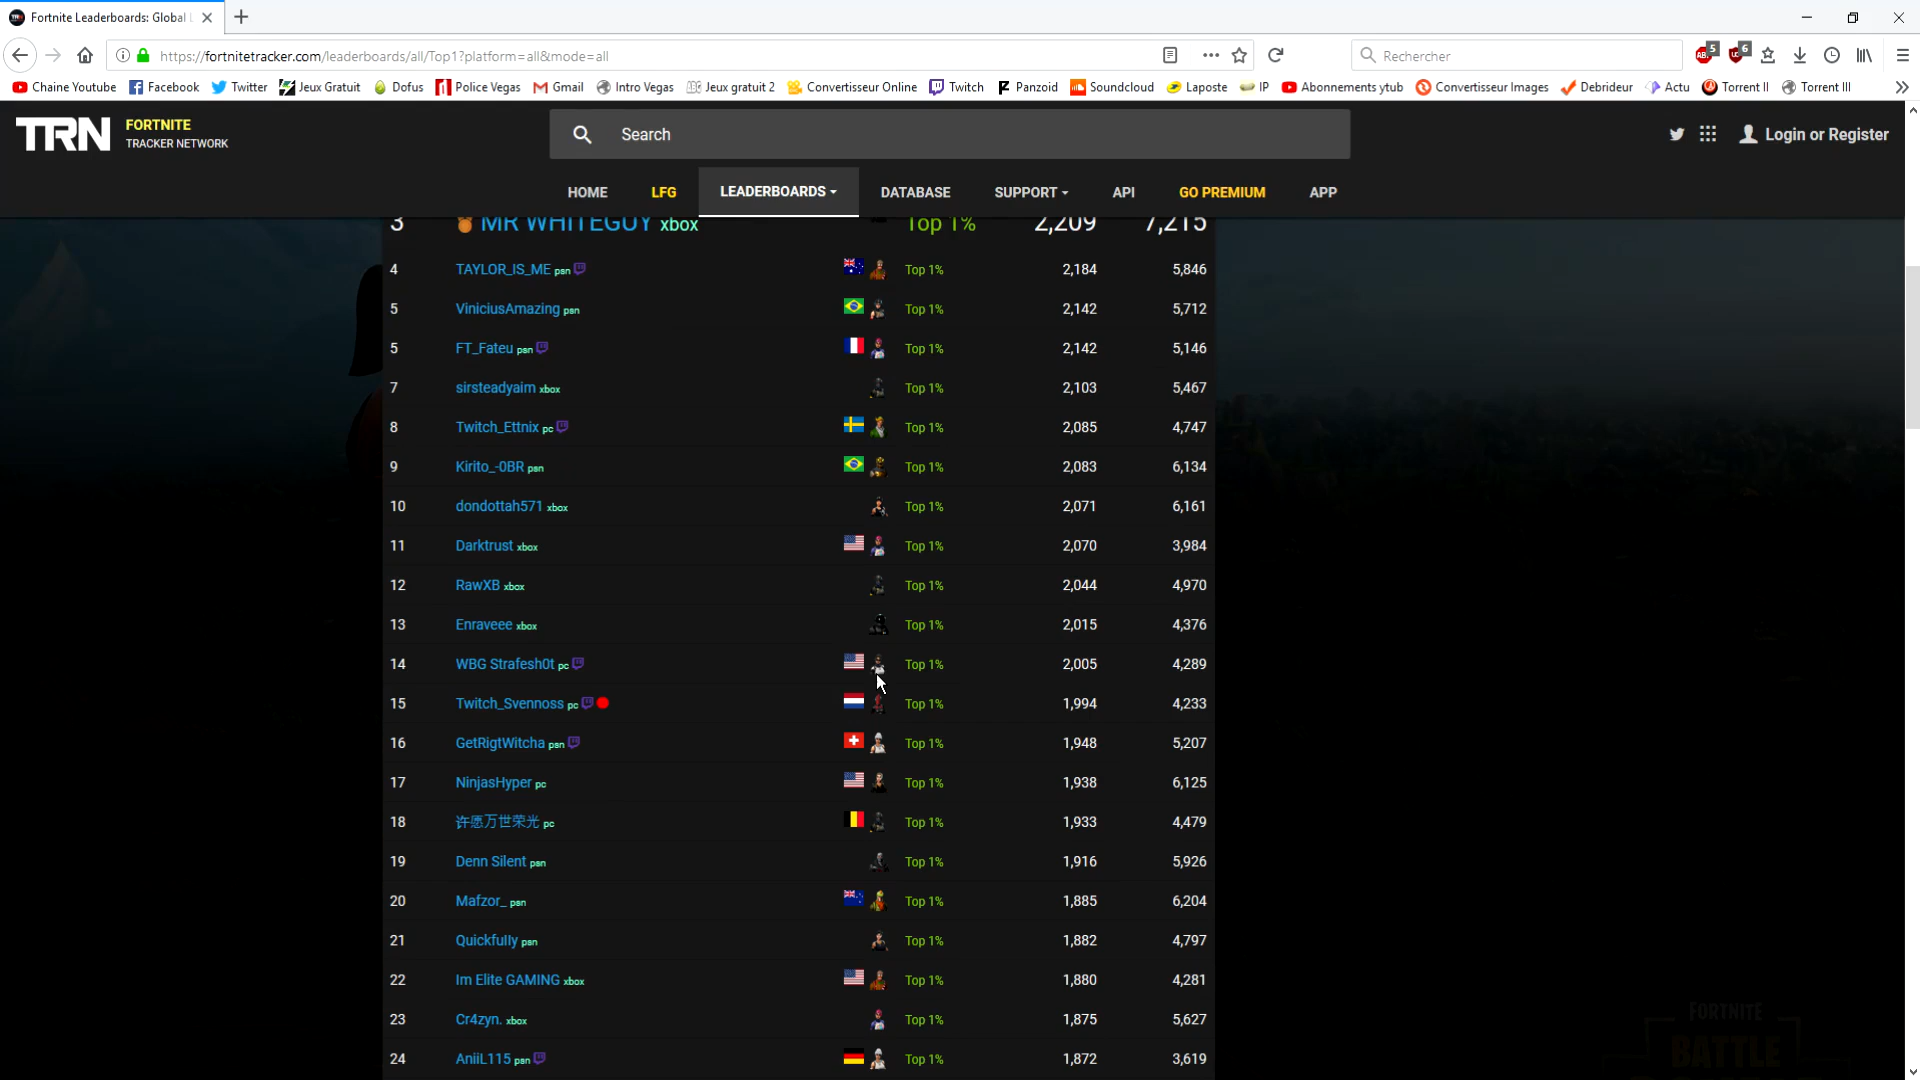 Fortnite Leaderboards: Global
https://fortnitetracker.com/leaderboards/all/Top1?platform=all&mode=all
Rechercher
5
6
Chaine Youtube Facebook Twitter Jeux Gratuit Dofus Police Vegas Gmail Intro Vegas Jeux gratuit 2 Convertisseur Online Twitch Panzoid Soundcloud Laposte IP Abonnements ytub Convertisseur Images Debrideur Actu Torrent II Torrent III
TRN FORTNITE
TRACKER NETWORK
Search
Login or Register
HOME LFG LEADERBOARDS DATABASE SUPPORT API GO PREMIUM APP
3 MR WHITEGUY xbox Top 1% 2,209 7,215
4 TAYLOR_IS_ME psn Top 1% 2,184 5,846
5 ViniciusAmazing psn Top 1% 2,142 5,712
5 FT_Fateu psn Top 1% 2,142 5,146
7 sirsteadyaim xbox Top 1% 2,103 5,467
8 Twitch_Ettnix pc Top 1% 2,085 4,747
9 Kirito_-0BR psn Top 1% 2,083 6,134
10 dondottah571 xbox Top 1% 2,071 6,161
11 Darktrust xbox Top 1% 2,070 3,984
12 RawXB xbox Top 1% 2,044 4,970
13 Enraveee xbox Top 1% 2,015 4,376
14 WBG Strafesh0t pc Top 1% 2,005 4,289
15 Twitch_Svennoss pc Top 1% 1,994 4,233
16 GetRigtWitcha psn Top 1% 1,948 5,207
17 NinjasHyper pc Top 1% 1,938 6,125
18 许愿万世荣光 pc Top 1% 1,933 4,479
19 Denn Silent psn Top 1% 1,916 5,926
20 Mafzor_ psn Top 1% 1,885 6,204
21 Quickfully psn Top 1% 1,882 4,797
22 Im Elite GAMING xbox Top 1% 1,880 4,281
23 Cr4zyn. xbox Top 1% 1,875 5,627
24 AniiL115 psn Top 1% 1,872 3,619
FORTNITE
BATTLE